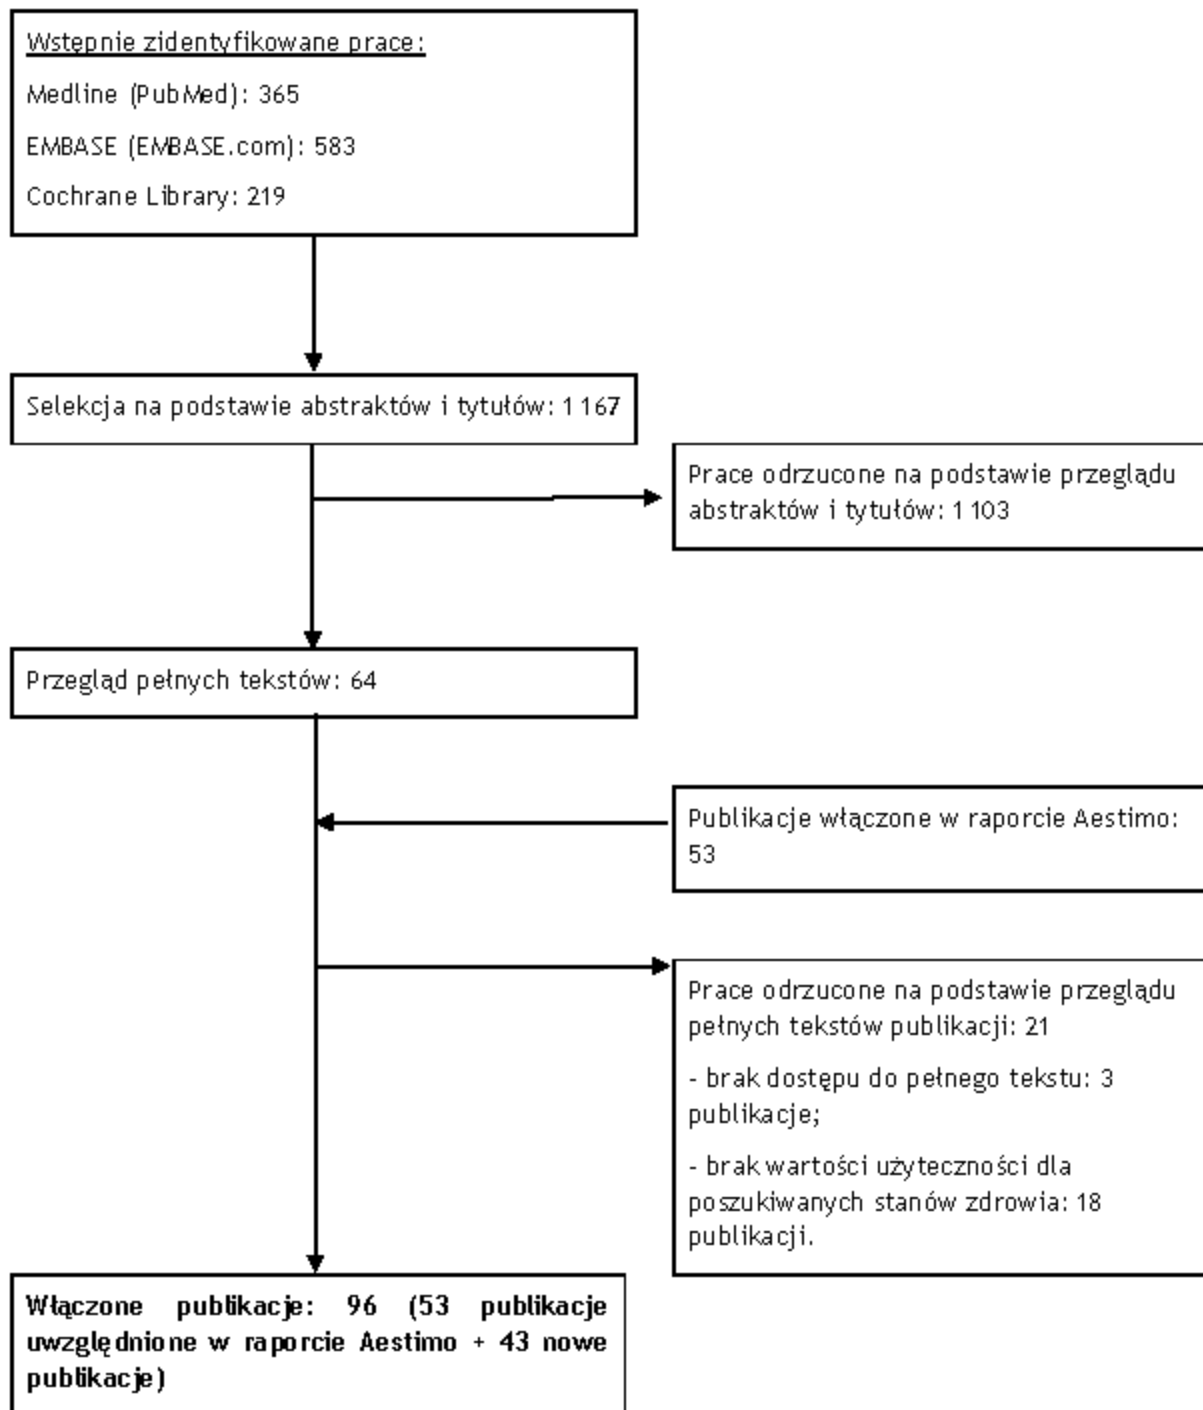 Wstępnie zidentyfikowane prace:
Medline (PubMed): 365
EMBASE (EMBASE.com): 583
Cochrane Library: 219
Selekcja na podstawie abstraktów i tytułów: 1 167
Prace odrzucone na podstawie przeglądu
abstraktów i tytułów: 1 103
Przegląd pełnych tekstów: 64
Publikacje włączone w raporcie Aestimo:
53
Prace odrzucone na podstawie przeglądu
pełnych tekstów publikacji: 21
- brak dostępu do pełnego tekstu: 3
publikacje;
- brak wartości użyteczności dla
poszukiwanych stanów zdrowia: 18
publikacji.
Włączone publikacje: 96 (53 publikacje
uwzględnione w raporcie Aestimo + 43 nowe
publikacje)